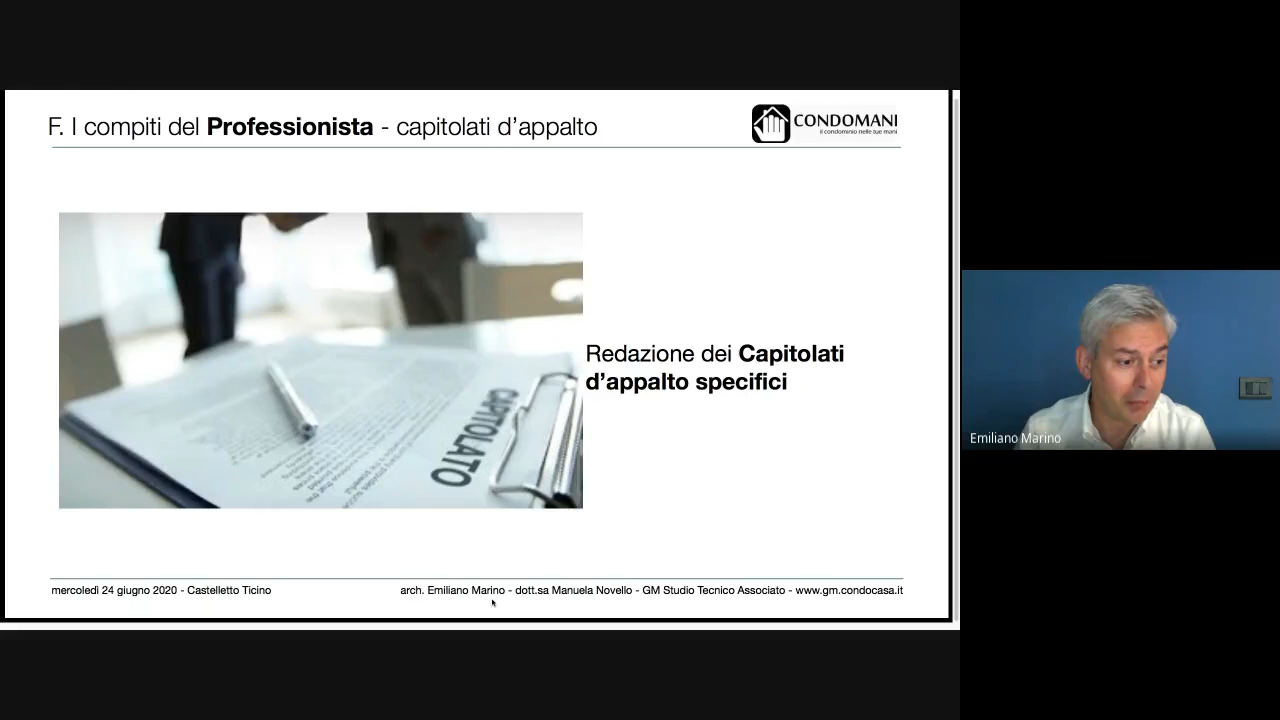 F. I compiti del Professionista - capitolati d'appalto
CONDOMANI
il condominio nelle tue mani
Redazione dei Capitolati
d'appalto specifici
CAPITOLATO
mercoledì 24 giugno 2020 - Castelletto Ticino
arch. Emiliano Marino - dott.sa Manuela Novello - GM Studio Tecnico Associato - www.gm.condocasa.it
Emiliano Marino